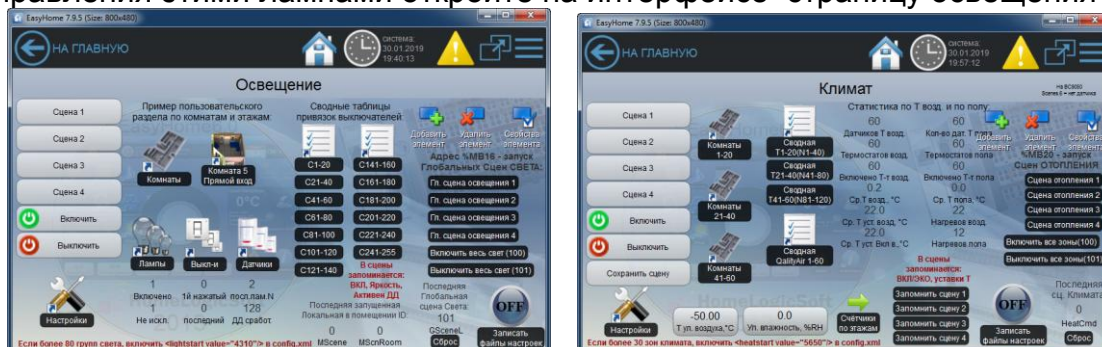 правления этими лампами откройте на интерфейсе страницу освещения
EasyHome 7.9.5 (Size: 800x480)
НА ГЛАВНУЮ
система:
30.01.2019
19:40:13
Освещение
Сцена 1
Сцена 2
Сцена 3
Сцена 4
Включить
Выключить
Настройки
Пример пользовательского
раздела по комнатам и этажам:
Комнаты
Комната 5
Прямой вход
Лампы
Выкл-и
Датчики
1
0
2
Включено
1й нажатый
посл.лам.N
1
0
128
Не искл.
последний
ДД сработ.
Сводные таблицы
привязок выключателей:
C1-20
C141-160
C21-40
C161-180
C41-60
C181-200
C61-80
C201-220
C81-100
C221-240
C101-120
C241-255
C121-140
В сцены
запоминается:
ВКЛ, Яркость,
Активен ДД
Последняя запущенная
Локальная в помещении ID:
0
0
MScene
MScnRoom
Добавить
элемент
Удалить
элемент
Свойства
элемента
Адрес %MB16 - запуск
Глобальных Сцен СВЕТА:
Гл. сцена освещения 1
Гл. сцена освещения 2
Гл. сцена освещения 3
Гл. сцена освещения 4
Включить весь свет (100)
Выключить весь свет (101)
Последняя
Глобальная
сцена Света:
101
GSceneL
Сброс
OFF
Записать
файлы настроек
Если более 80 групп света, включить <lightstart value="4310"/> в config.xml
EasyHome 7.9.5 (Size: 800x480)
НА ГЛАВНУЮ
система:
30.01.2019
19:57:12
Климат
Сцена 1
Сцена 2
Сцена 3
Сцена 4
Включить
Выключить
Сохранить сцену
Настройки
Комнаты
1-20
Комнаты
21-40
Комнаты
41-60
Сводная
T1-20(N1-40)
Сводная
T21-40(N41-80)
Сводная
T41-60(N81-120)
Сводная
QalityAir 1-60
Статистика по Т возд. и по полу:
60
60
Датчиков Т возд.
Кол-во дат. Т пола
60
60
Термостатов возд.
Термостатов пола
60
60
Включено Т-т возд.
Включено Т-т пола
0.2
0.0
Ср.Т возд., °C
Ср. Т пола, °C
22.0
22
Ср. Т уст. возд., °C
Нагревов возд.
22.0
12
Ср. Т уст. Вкл в.,°C
Нагревов пола
В сцены
запоминается:
ВКЛ/ЭКО, уставки Т
Запомнить сцену 1
Запомнить сцену 2
Запомнить сцену 3
Запомнить сцену 4
Счётчики
по этажам
-50.00
Т ул. воздуха,°C
0.0
Ул. влажность, %RH
Добавить
элемент
Удалить
элемент
%MB20 - запуск
Сцен ОТОПЛЕНИЯ
Сцена отопления 1
Сцена отопления 2
Сцена отопления 3
Сцена отопления 4
Включить все зоны(100)
Выключить все зоны(101)
Последняя
сц. Климата
0
HeatCmd
Сброс
OFF
Записать
файлы настроек
Если более 30 зон климата, включить <heatstart value="5650"/> в config.xml